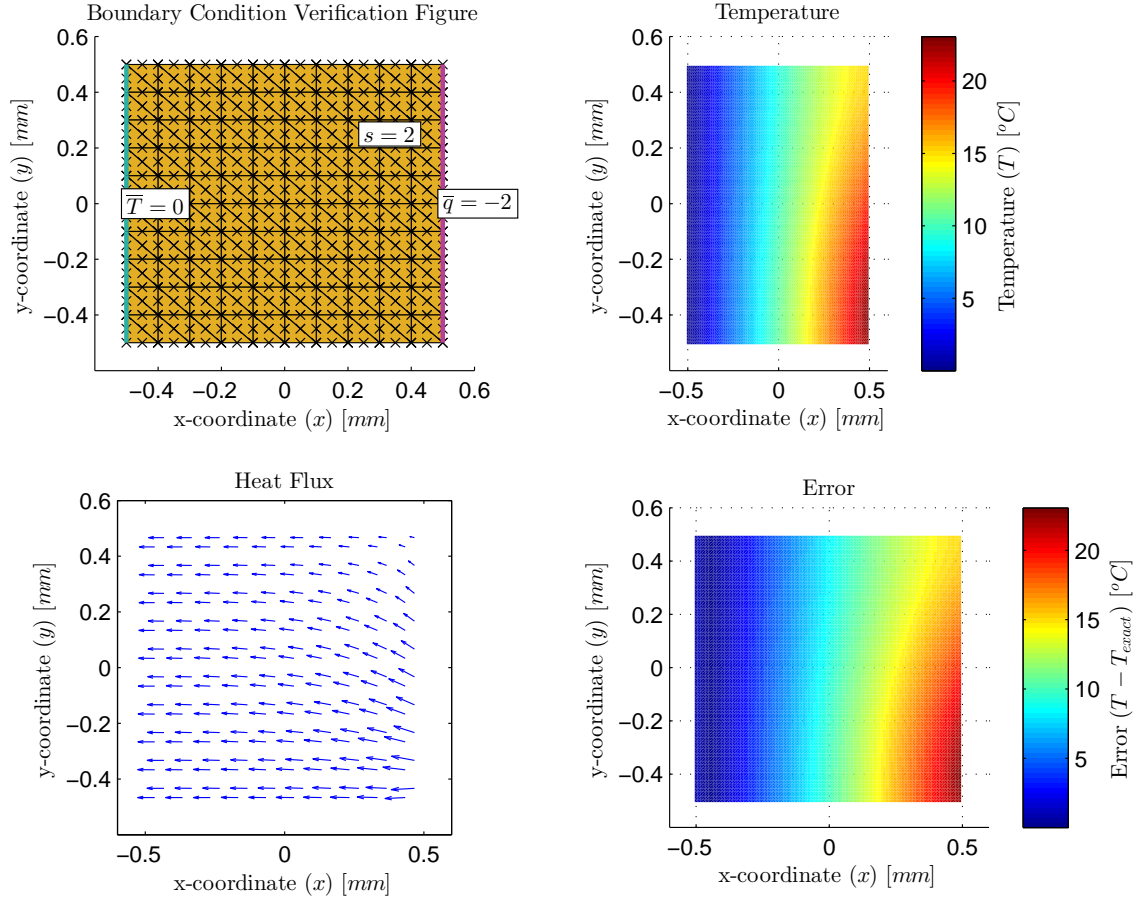 Boundary Condition Verification Figure
0.6
0.4
0.2
0
−0.2
−0.4
y-coordinate (y) [mm]
s = 2
T̅ = 0
q̅ = −2
−0.4 −0.2 0 0.2 0.4 0.6
x-coordinate (x) [mm]
Temperature
0.6
0.4
0.2
0
−0.2
−0.4
y-coordinate (y) [mm]
−0.5 0 0.5
x-coordinate (x) [mm]
20
15
10
5
Temperature (T) [°C]
Heat Flux
0.6
0.4
0.2
0
−0.2
−0.4
y-coordinate (y) [mm]
−0.5 0 0.5
x-coordinate (x) [mm]
Error
0.6
0.4
0.2
0
−0.2
−0.4
y-coordinate (y) [mm]
−0.5 0 0.5
x-coordinate (x) [mm]
20
15
10
5
Error (T − T_exact) [°C]